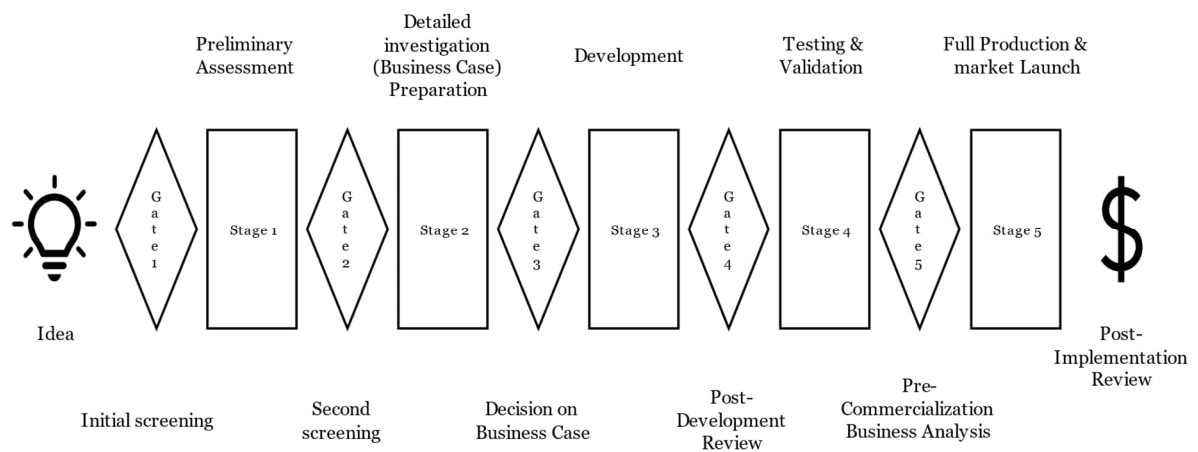 Preliminary
Assessment
Detailed
investigation
(Business Case)
Preparation
Development
Testing &
Validation
Full Production &
market Launch
Gate 1
Stage 1
Gate 2
Stage 2
Gate 3
Stage 3
Gate 4
Stage 4
Gate 5
Stage 5
Idea
Post-
Implementation
Review
Initial screening
Second
screening
Decision on
Business Case
Post-
Development
Review
Pre-
Commercialization
Business Analysis